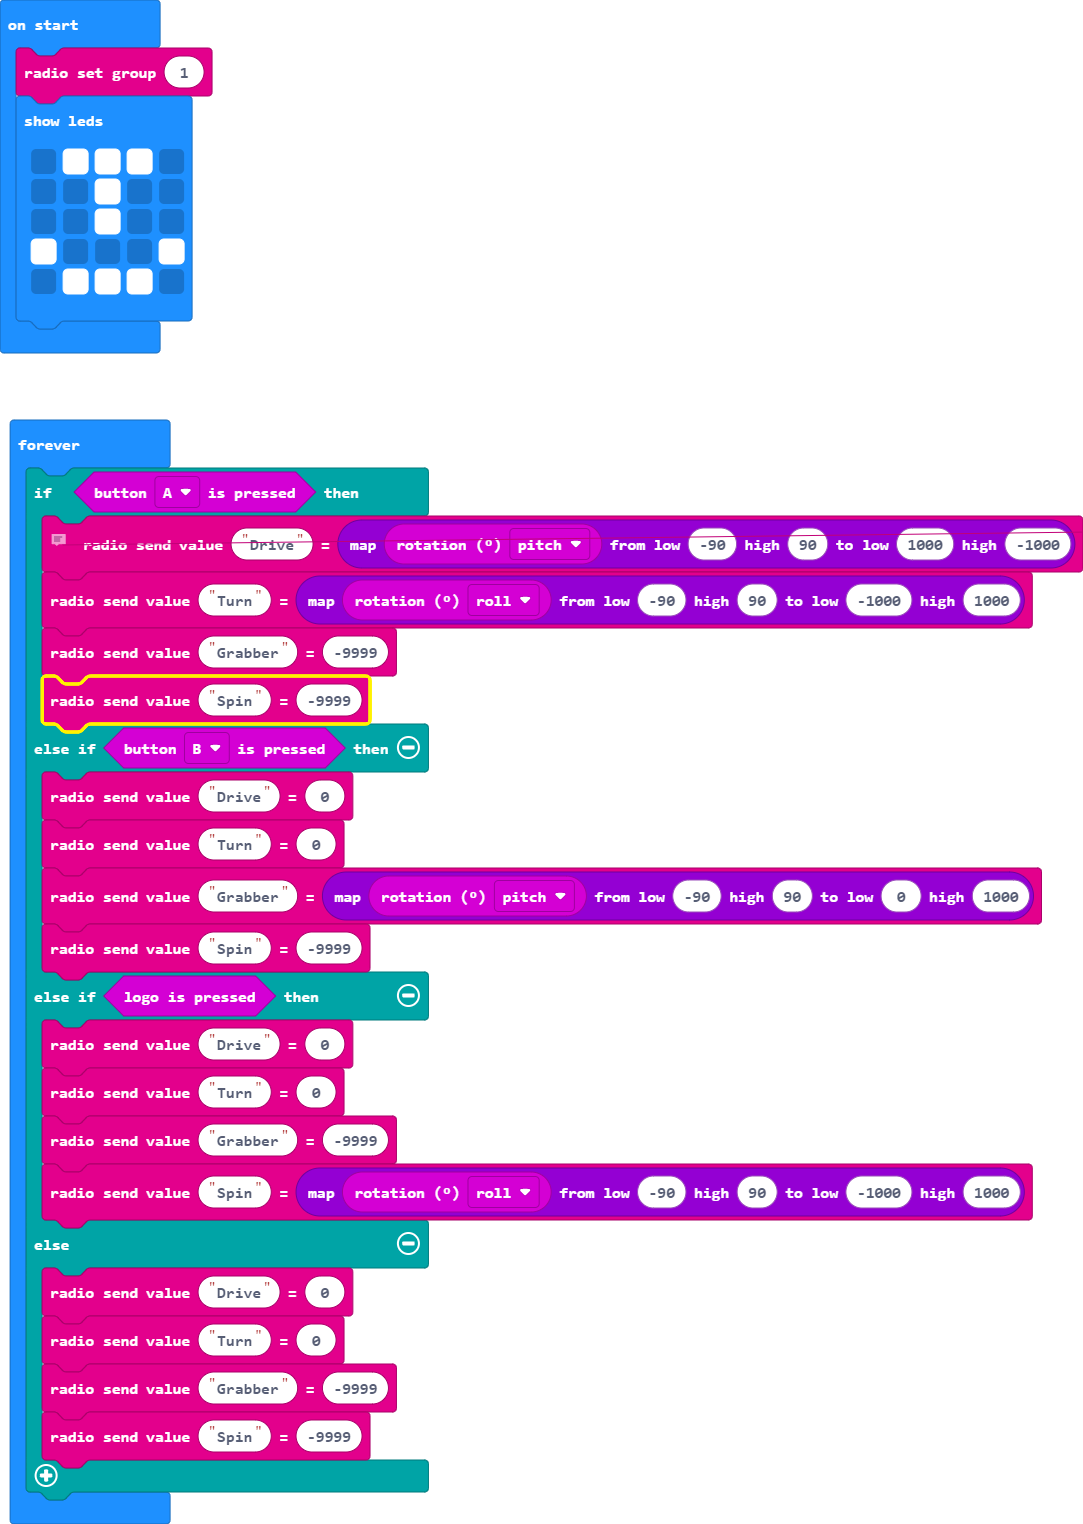 on start
radio set group 1
show leds
forever
if button A is pressed then
radio send value "Drive" = map rotation (º) pitch from low -90 high 90 to low 1000 high -1000
radio send value "Turn" = map rotation (º) roll from low -90 high 90 to low -1000 high 1000
radio send value "Grabber" = -9999
radio send value "Spin" = -9999
else if button B is pressed then
radio send value "Drive" = 0
radio send value "Turn" = 0
radio send value "Grabber" = map rotation (º) pitch from low -90 high 90 to low 0 high 1000
radio send value "Spin" = -9999
else if logo is pressed then
radio send value "Drive" = 0
radio send value "Turn" = 0
radio send value "Grabber" = -9999
radio send value "Spin" = map rotation (º) roll from low -90 high 90 to low -1000 high 1000
else
radio send value "Drive" = 0
radio send value "Turn" = 0
radio send value "Grabber" = -9999
radio send value "Spin" = -9999